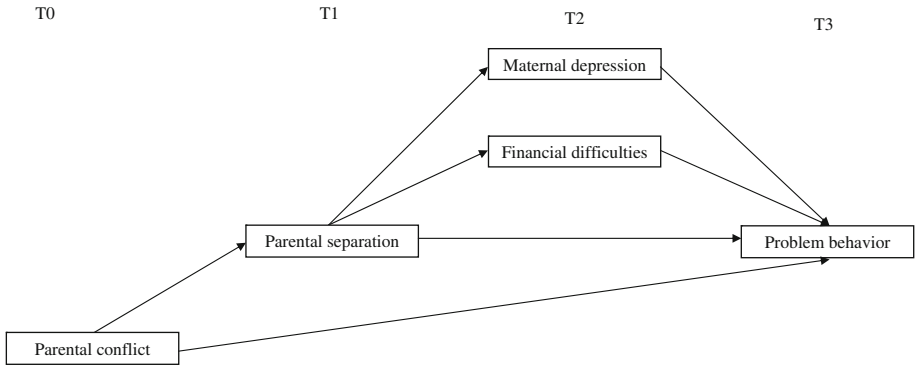 T0
T1
T2
T3
Maternal depression
Financial difficulties
Parental separation
Problem behavior
Parental conflict